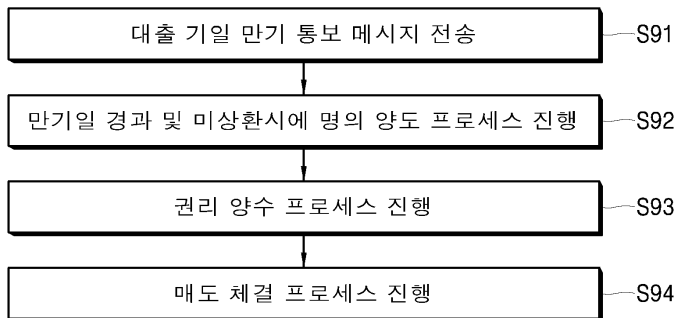 대출 기일 만기 통보 메시지 전송 S91
만기일 경과 및 미상환시에 명의 양도 프로세스 진행 S92
권리 양수 프로세스 진행 S93
매도 체결 프로세스 진행 S94